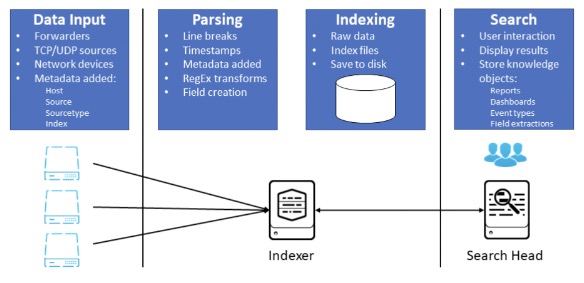 Data Input
Forwarders
TCP/UDP sources
Network devices
Metadata added:
Host
Source
Sourcetype
Index
Parsing
Line breaks
Timestamps
Metadata added
RegEx transforms
Field creation
Indexing
Raw data
Index files
Save to disk
Search
User interaction
Display results
Store knowledge
objects:
Reports
Dashboards
Event types
Field extractions
Indexer
Search Head